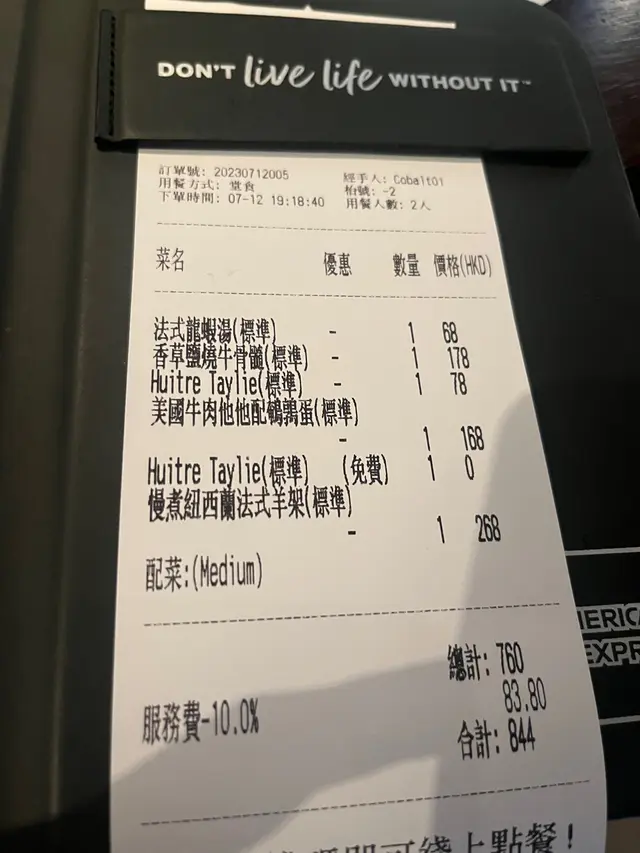 DON'T live life WITHOUT IT™
訂單號: 20230712005 經手人: Cobalt01
用餐方式: 堂食 枱號: -2
下單時間: 07-12 19:18:40 用餐人數: 2人
菜名 優惠 數量 價格(HKD)
法式龍蝦湯(標準) - 1 68
香草鹽燒牛骨髓(標準) - 1 178
Huitre Taylie(標準) - 1 78
美國牛肉他他配鵪鶉蛋(標準)
- 1 168
Huitre Taylie(標準) (免費) 1 0
慢煮紐西蘭法式羊架(標準)
- 1 268
配菜:(Medium)
總計: 760
服務費-10.0% 83.80
合計: 844
即可綫上點餐!